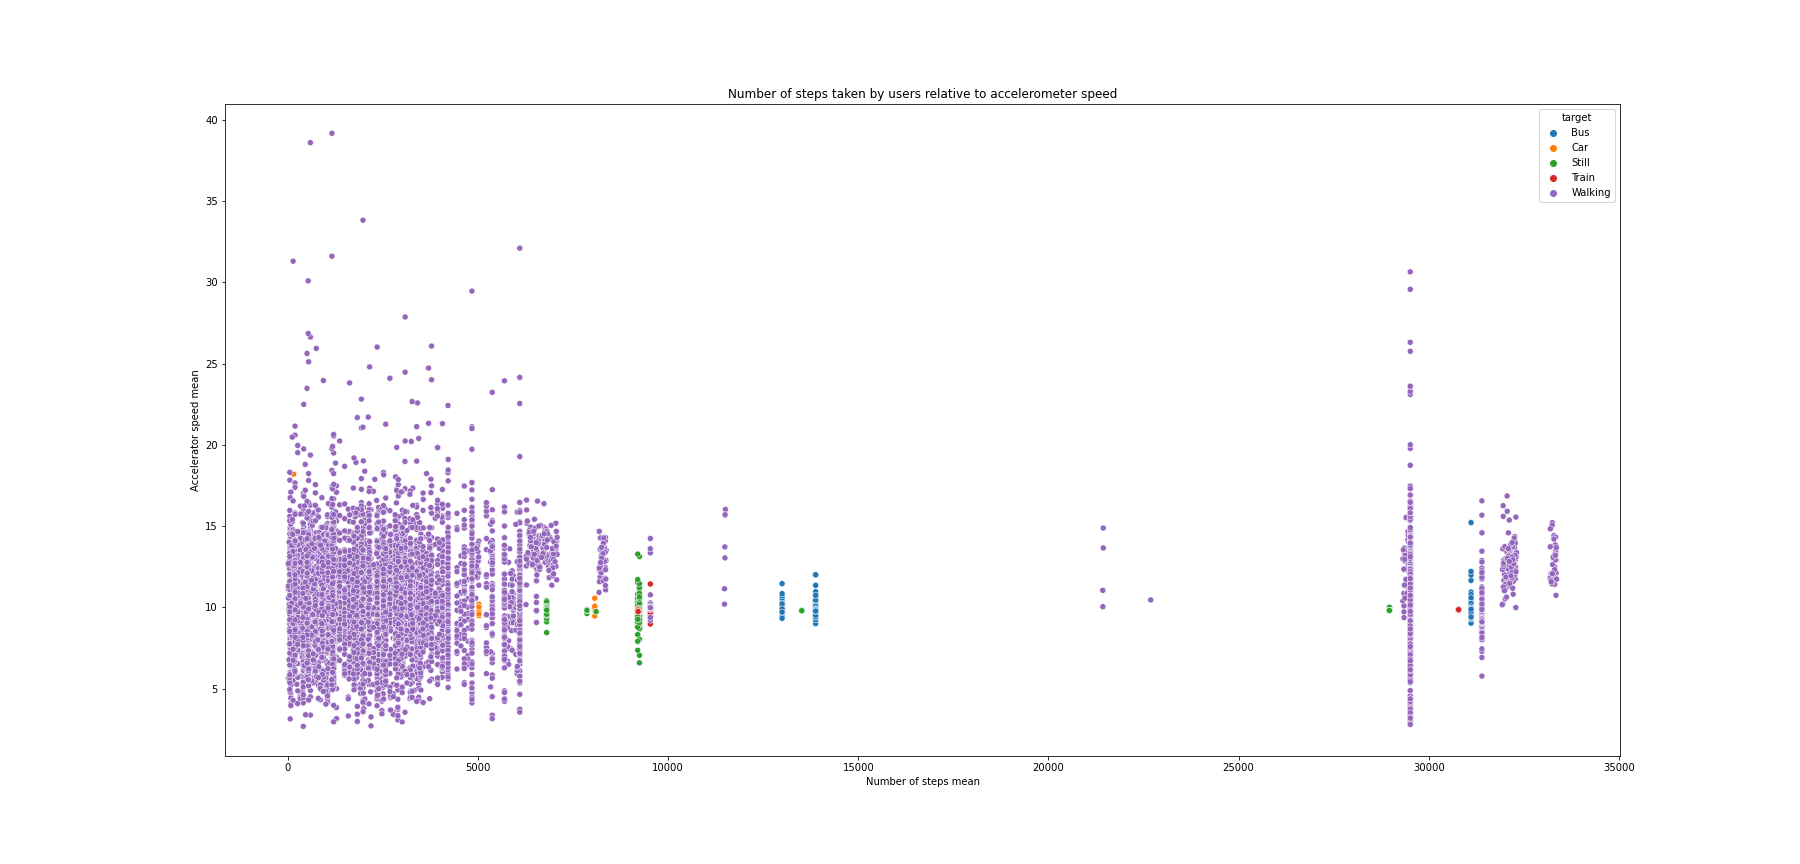 Number of steps taken by users relative to accelerometer speed
target
Bus
Car
Still
Train
Walking
Accelerator speed mean
40
35
30
25
20
15
10
5
0 5000 10000 15000 20000 25000 30000 35000
Number of steps mean